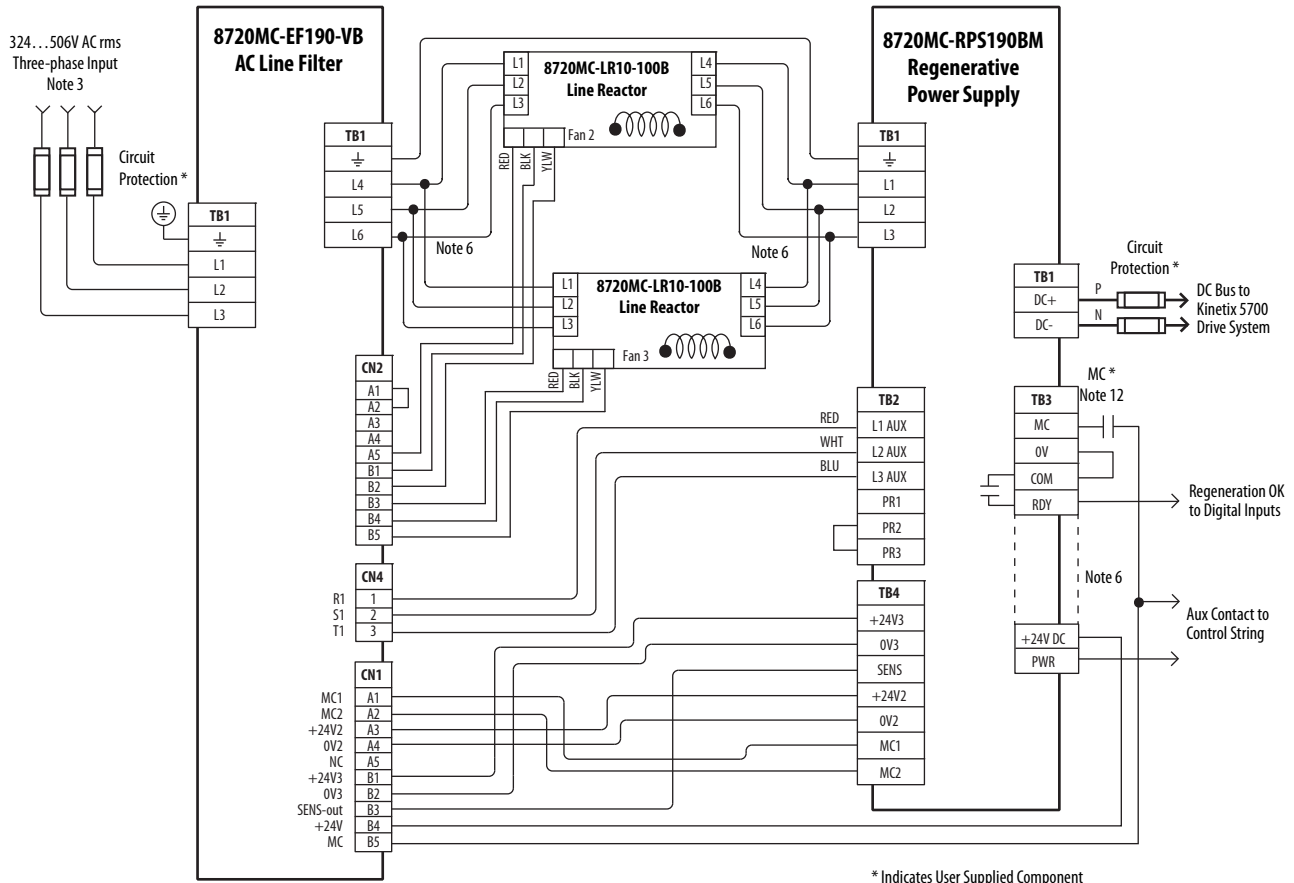 324…506V AC rms
Three-phase Input
Note 3
Circuit
Protection *
8720MC-EF190-VB
AC Line Filter
TB1
L1
L2
L3
TB1
L4
L5
L6
Note 6
CN2
A1
A2
A3
A4
A5
B1
B2
B3
B4
B5
CN4
R1 1
S1 2
T1 3
CN1
MC1 A1
MC2 A2
+24V2 A3
0V2 A4
NC A5
+24V3 B1
0V3 B2
SENS-out B3
+24V B4
MC B5
L1
L2
L3
8720MC-LR10-100B
Line Reactor
L4
L5
L6
Fan 2
RED
BLK
YLW
L1
L2
L3
8720MC-LR10-100B
Line Reactor
L4
L5
L6
Fan 3
RED
BLK
YLW
Note 6
8720MC-RPS190BM
Regenerative
Power Supply
TB1
L1
L2
L3
TB2
RED L1 AUX
WHT L2 AUX
BLU L3 AUX
PR1
PR2
PR3
TB4
+24V3
0V3
SENS
+24V2
0V2
MC1
MC2
TB1
DC+ P
DC- N
Circuit
Protection *
DC Bus to
Kinetix 5700
Drive System
MC *
Note 12
TB3
MC
0V
COM
RDY
Regeneration OK
to Digital Inputs
Note 6
Aux Contact to
Control String
+24V DC
PWR
* Indicates User Supplied Component